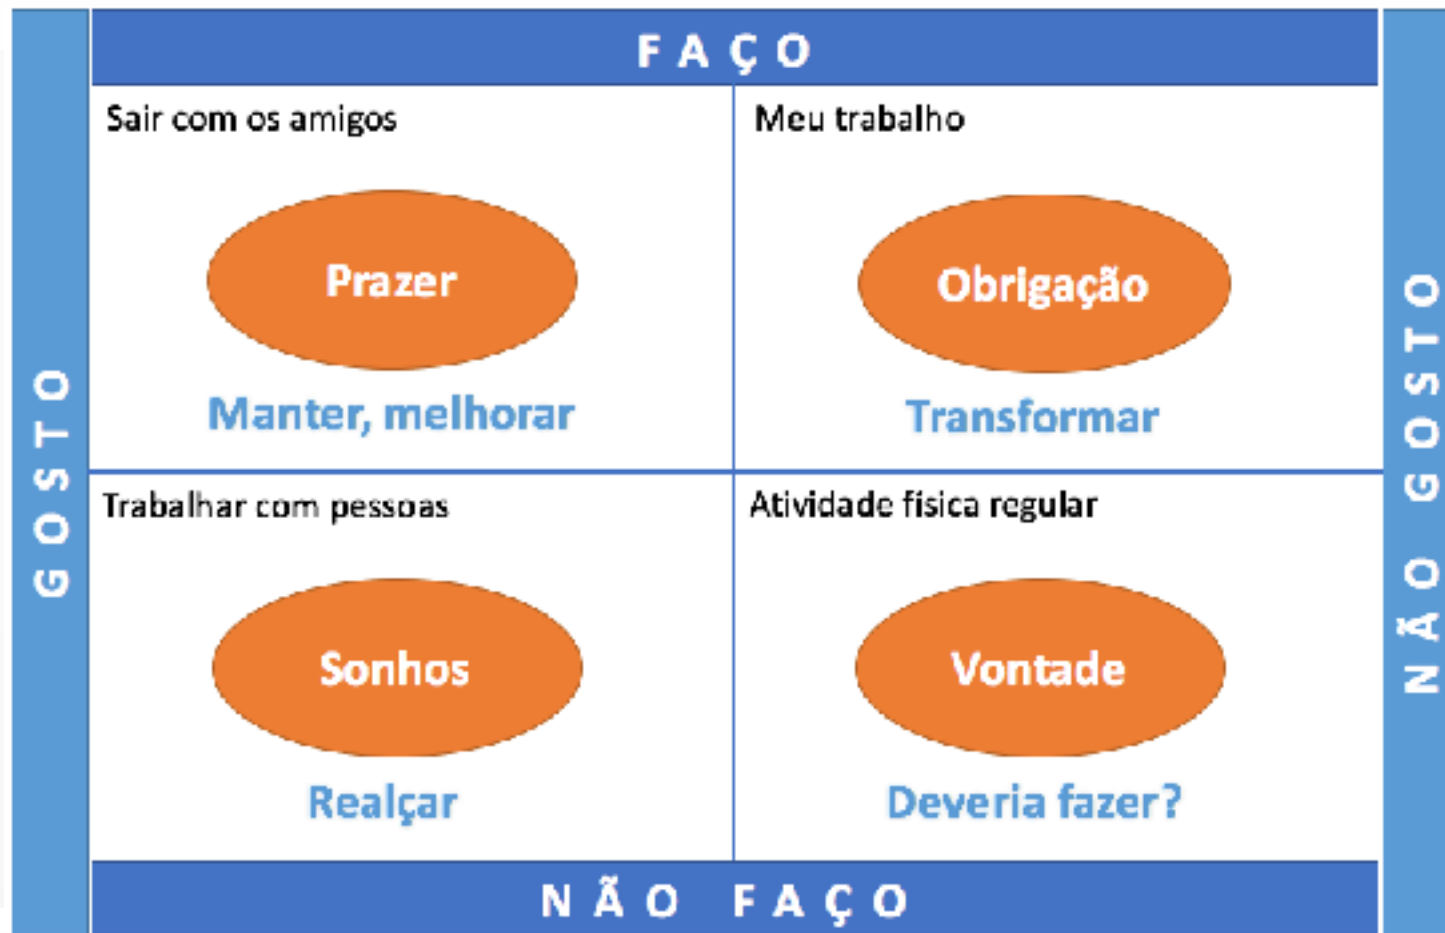 FAÇO
Sair com os amigos
Meu trabalho
Prazer
Obrigação
Manter, melhorar
Transformar
GOSTO
NÃO GOSTO
Trabalhar com pessoas
Atividade física regular
Sonhos
Vontade
Realçar
Deveria fazer?
NÃO FAÇO